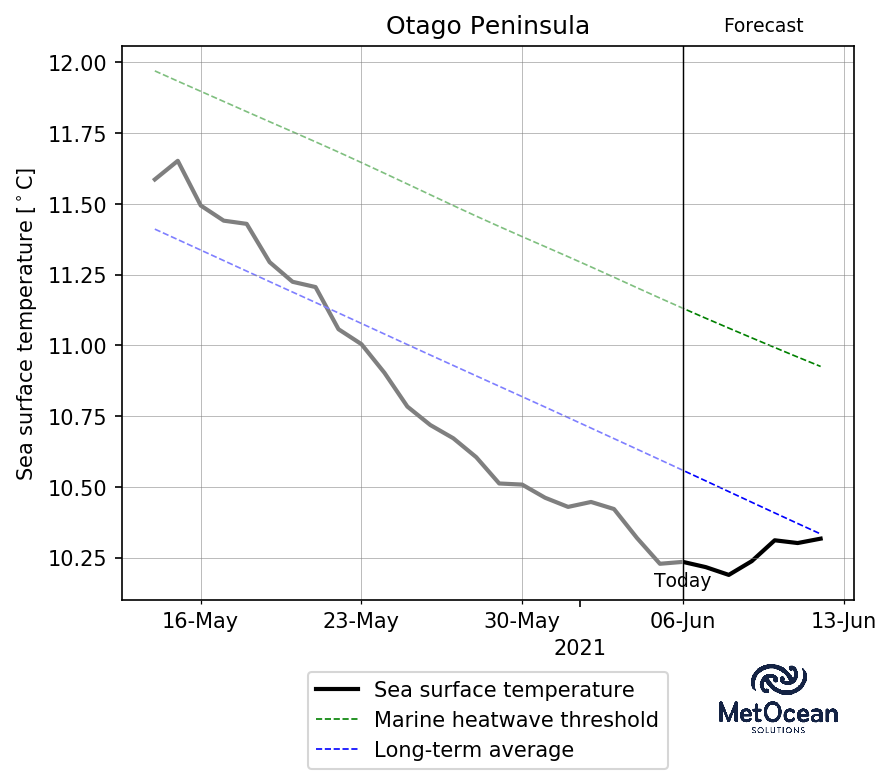 Otago Peninsula
Forecast
Sea surface temperature [°C]
12.00
11.75
11.50
11.25
11.00
10.75
10.50
10.25
Today
16-May
23-May
30-May
06-Jun
13-Jun
2021
Sea surface temperature
Marine heatwave threshold
Long-term average
MetOcean
SOLUTIONS